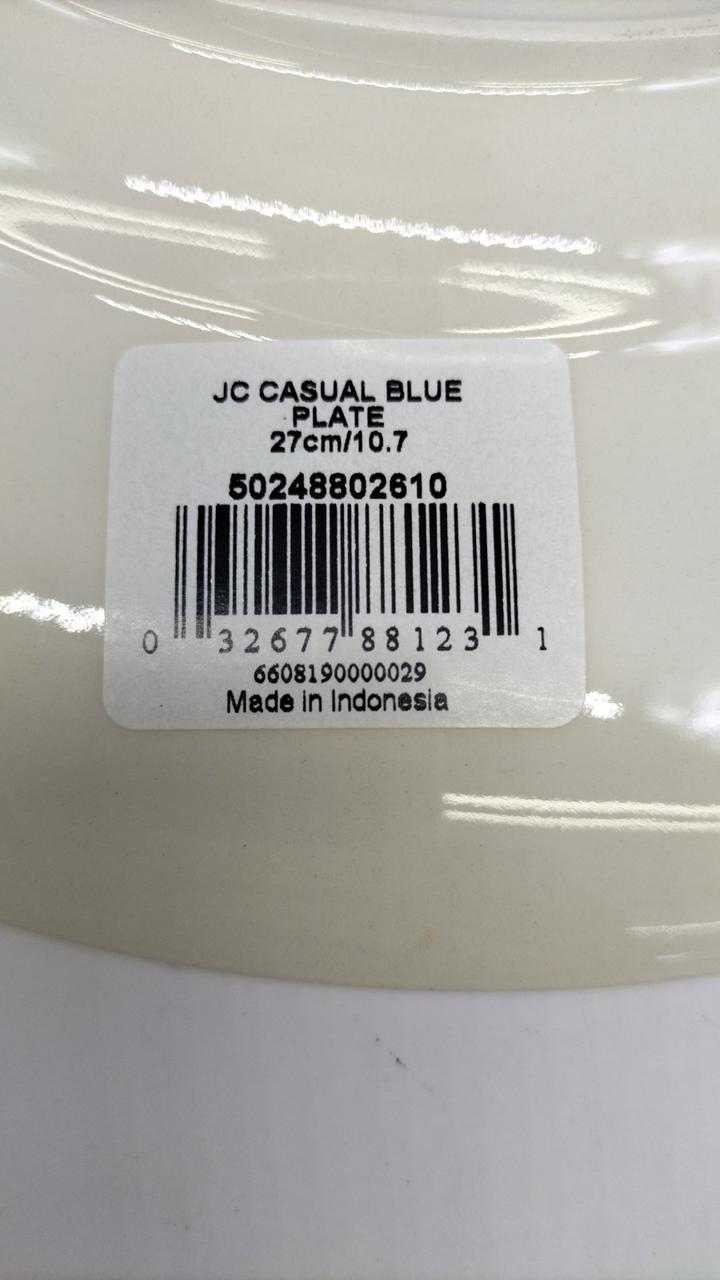 JC CASUAL BLUE
PLATE
27cm/10.7
50248802610
0 32677 88123 1
6608190000029
Made in Indonesia